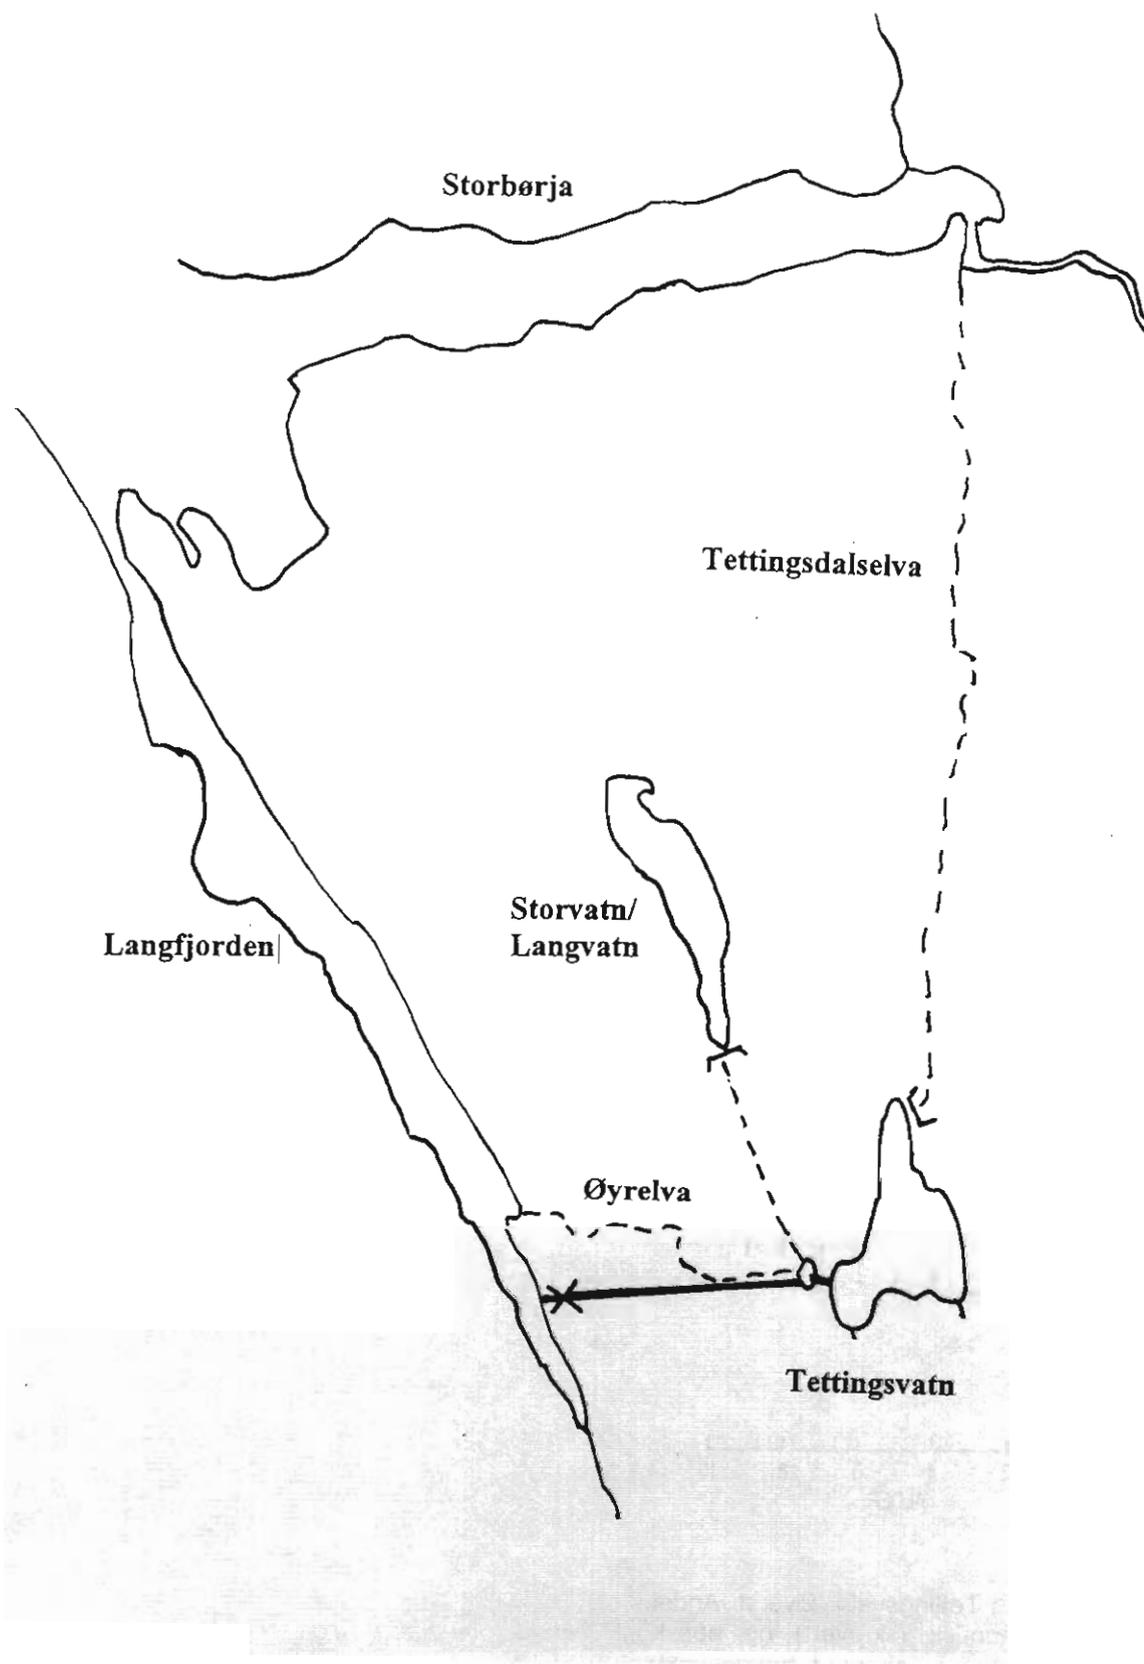 Storbørja
Tettingsdalselva
Storvatn/
Langvatn
Langfjorden
Øyrelva
Tettingsvatn